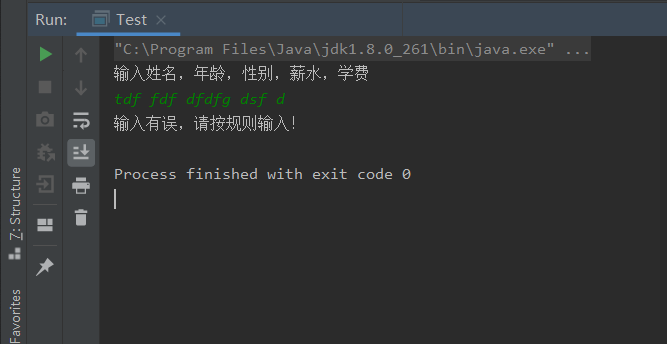 Run: Test ×
"C:\Program Files\Java\jdk1.8.0_261\bin\java.exe" ...
输入姓名，年龄，性别，薪水，学费
tdf fdf dfdfg dsf d
输入有误，请按规则输入！
Process finished with exit code 0
7: Structure
Favorites